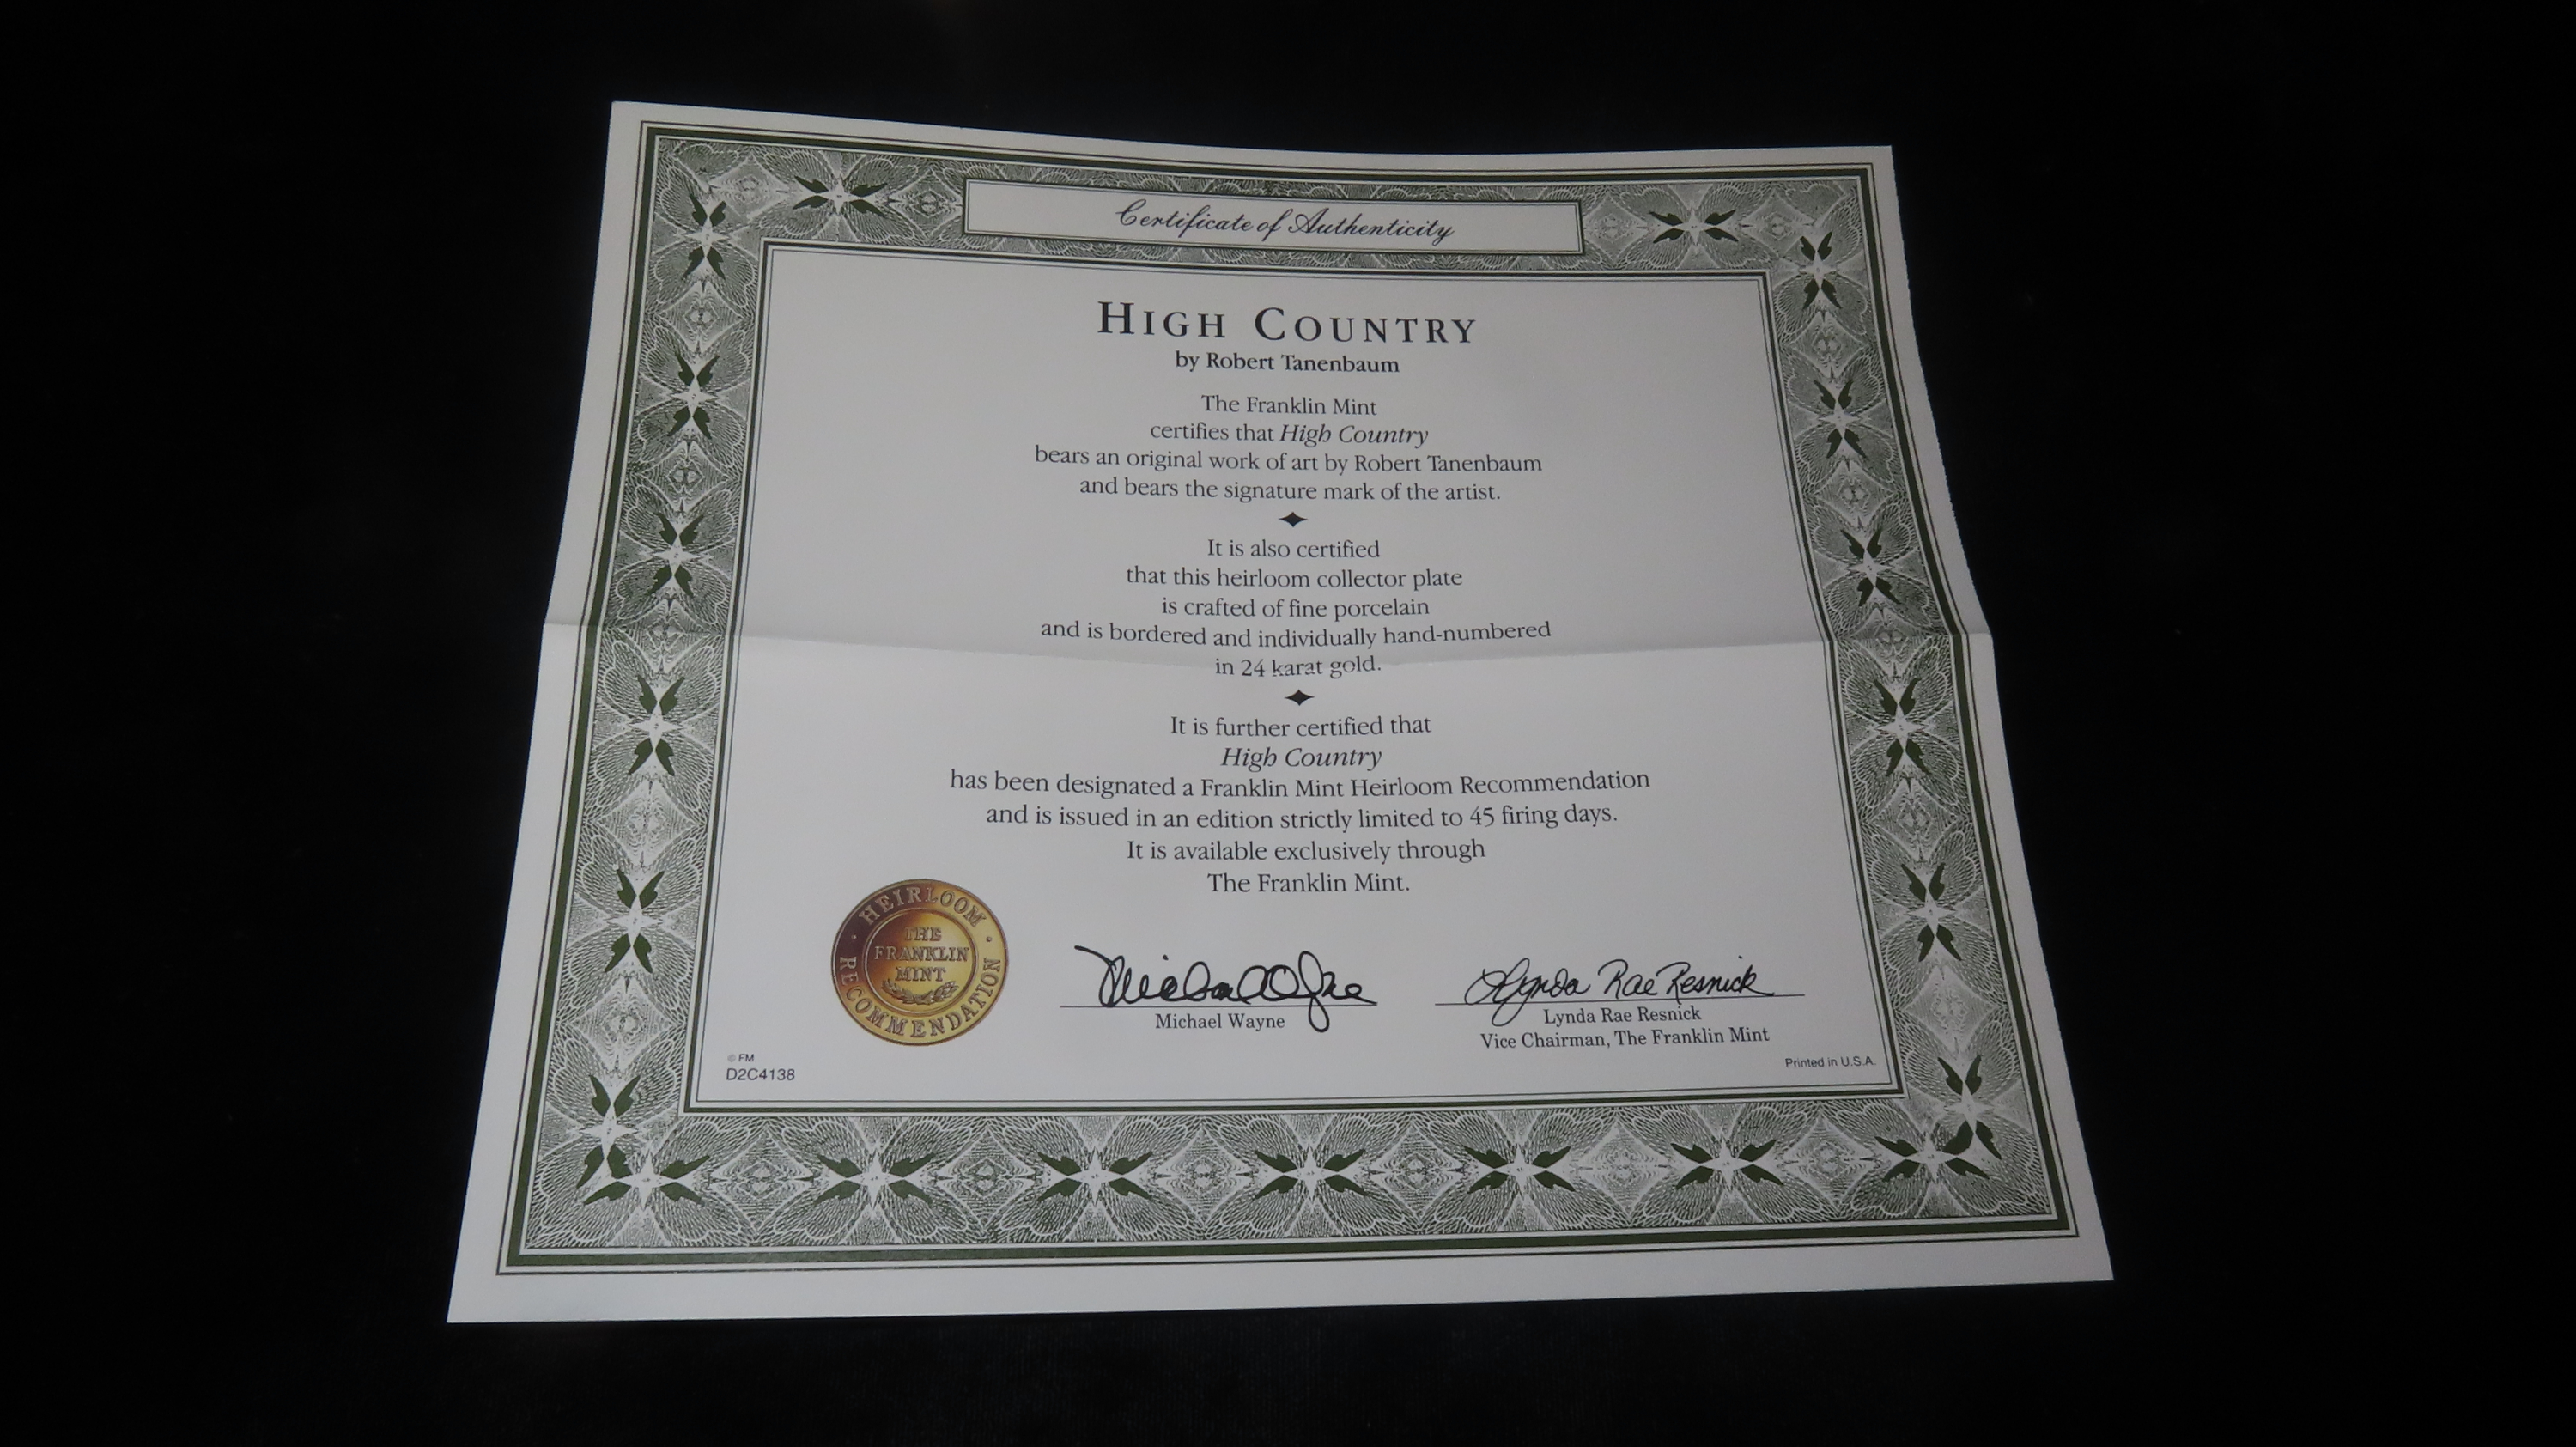 Certificate of Authenticity
HIGH COUNTRY
by Robert Tanenbaum
The Franklin Mint
certifies that High Country
bears an original work of art by Robert Tanenbaum
and bears the signature mark of the artist.
It is also certified
that this heirloom collector plate
is crafted of fine porcelain
and is bordered and individually hand-numbered
in 24 karat gold.
It is further certified that
High Country
has been designated a Franklin Mint Heirloom Recommendation
and is issued in an edition strictly limited to 45 firing days.
It is available exclusively through
The Franklin Mint.
HEIRLOOM
RECOMMENDATION
THE
FRANKLIN
MINT
Michael Wayne
Michael Wayne
Lynda Rae Resnick
Lynda Rae Resnick
Vice Chairman, The Franklin Mint
© FM
D2C4138
Printed in U.S.A.